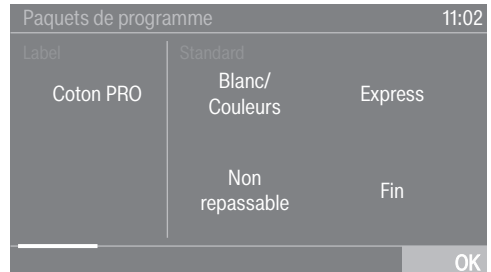 Paquets de programme 11:02
Label Standard
Coton PRO
Blanc/
Couleurs
Express
Non
repassable
Fin
OK